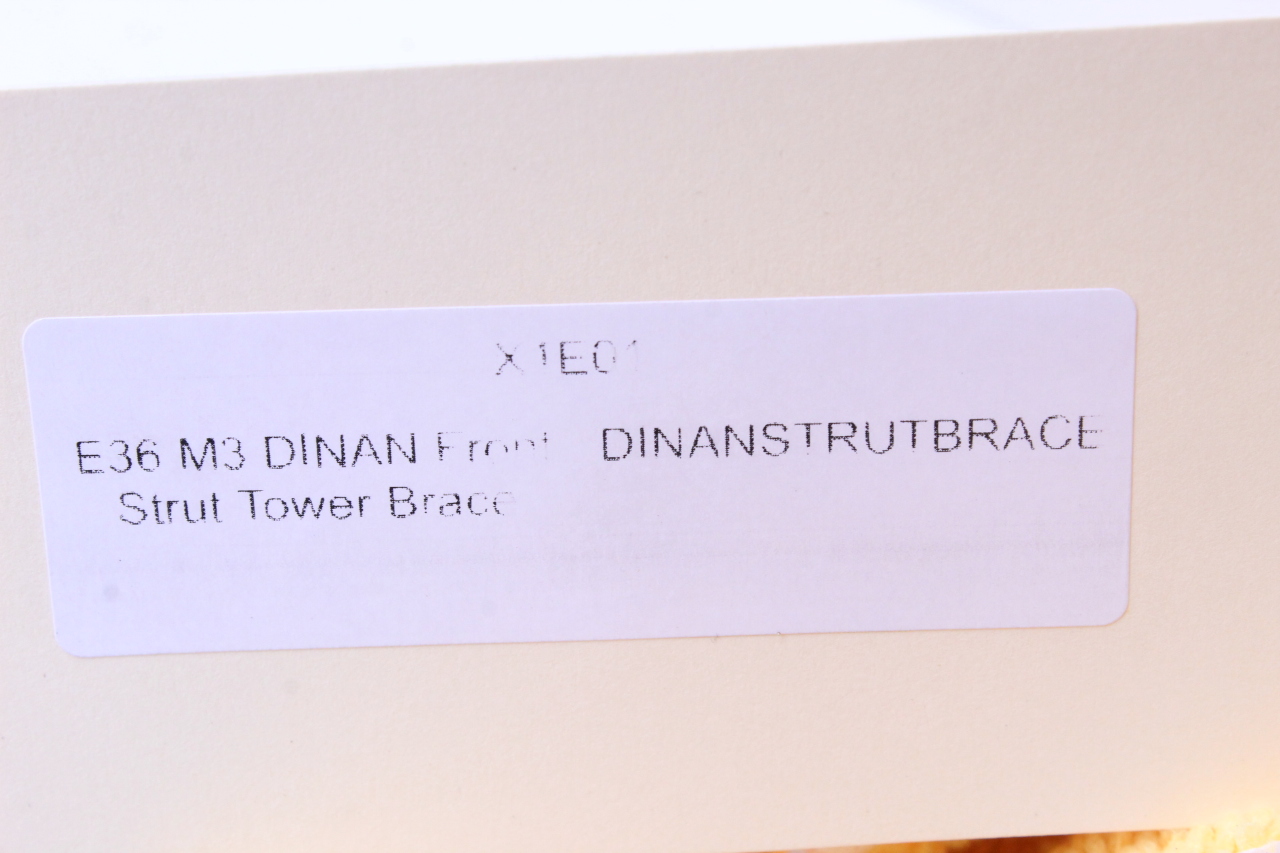 X1E01
E36 M3 DINAN Front DINANSTRUTBRACE
Strut Tower Brace